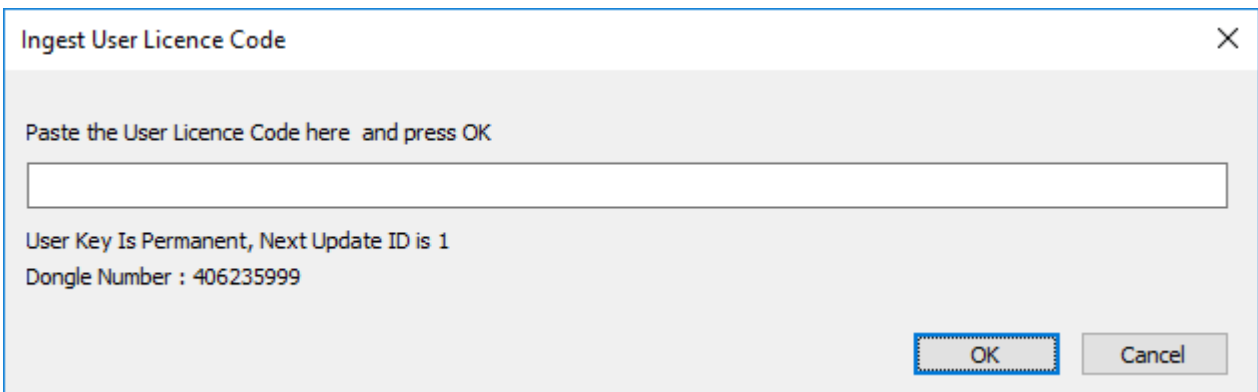 Ingest User Licence Code
Paste the User Licence Code here  and press OK
User Key Is Permanent, Next Update ID is 1
Dongle Number : 406235999
OK
Cancel